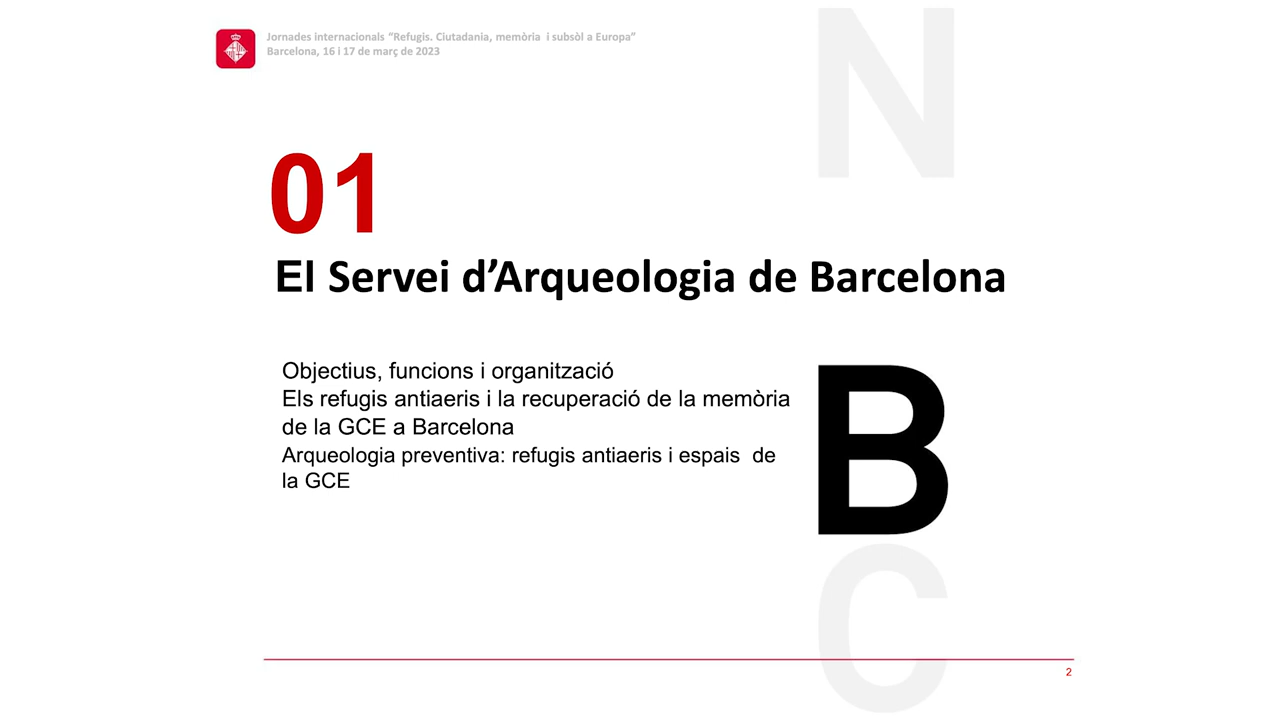 Jornades internacionals “Refugis. Ciutadania, memòria i subsòl a Europa”
Barcelona, 16 i 17 de març de 2023
N
01
El Servei d’Arqueologia de Barcelona
Objectius, funcions i organització
Els refugis antiaeris i la recuperació de la memòria
de la GCE a Barcelona
Arqueologia preventiva: refugis antiaeris i espais de
la GCE
B
C
2